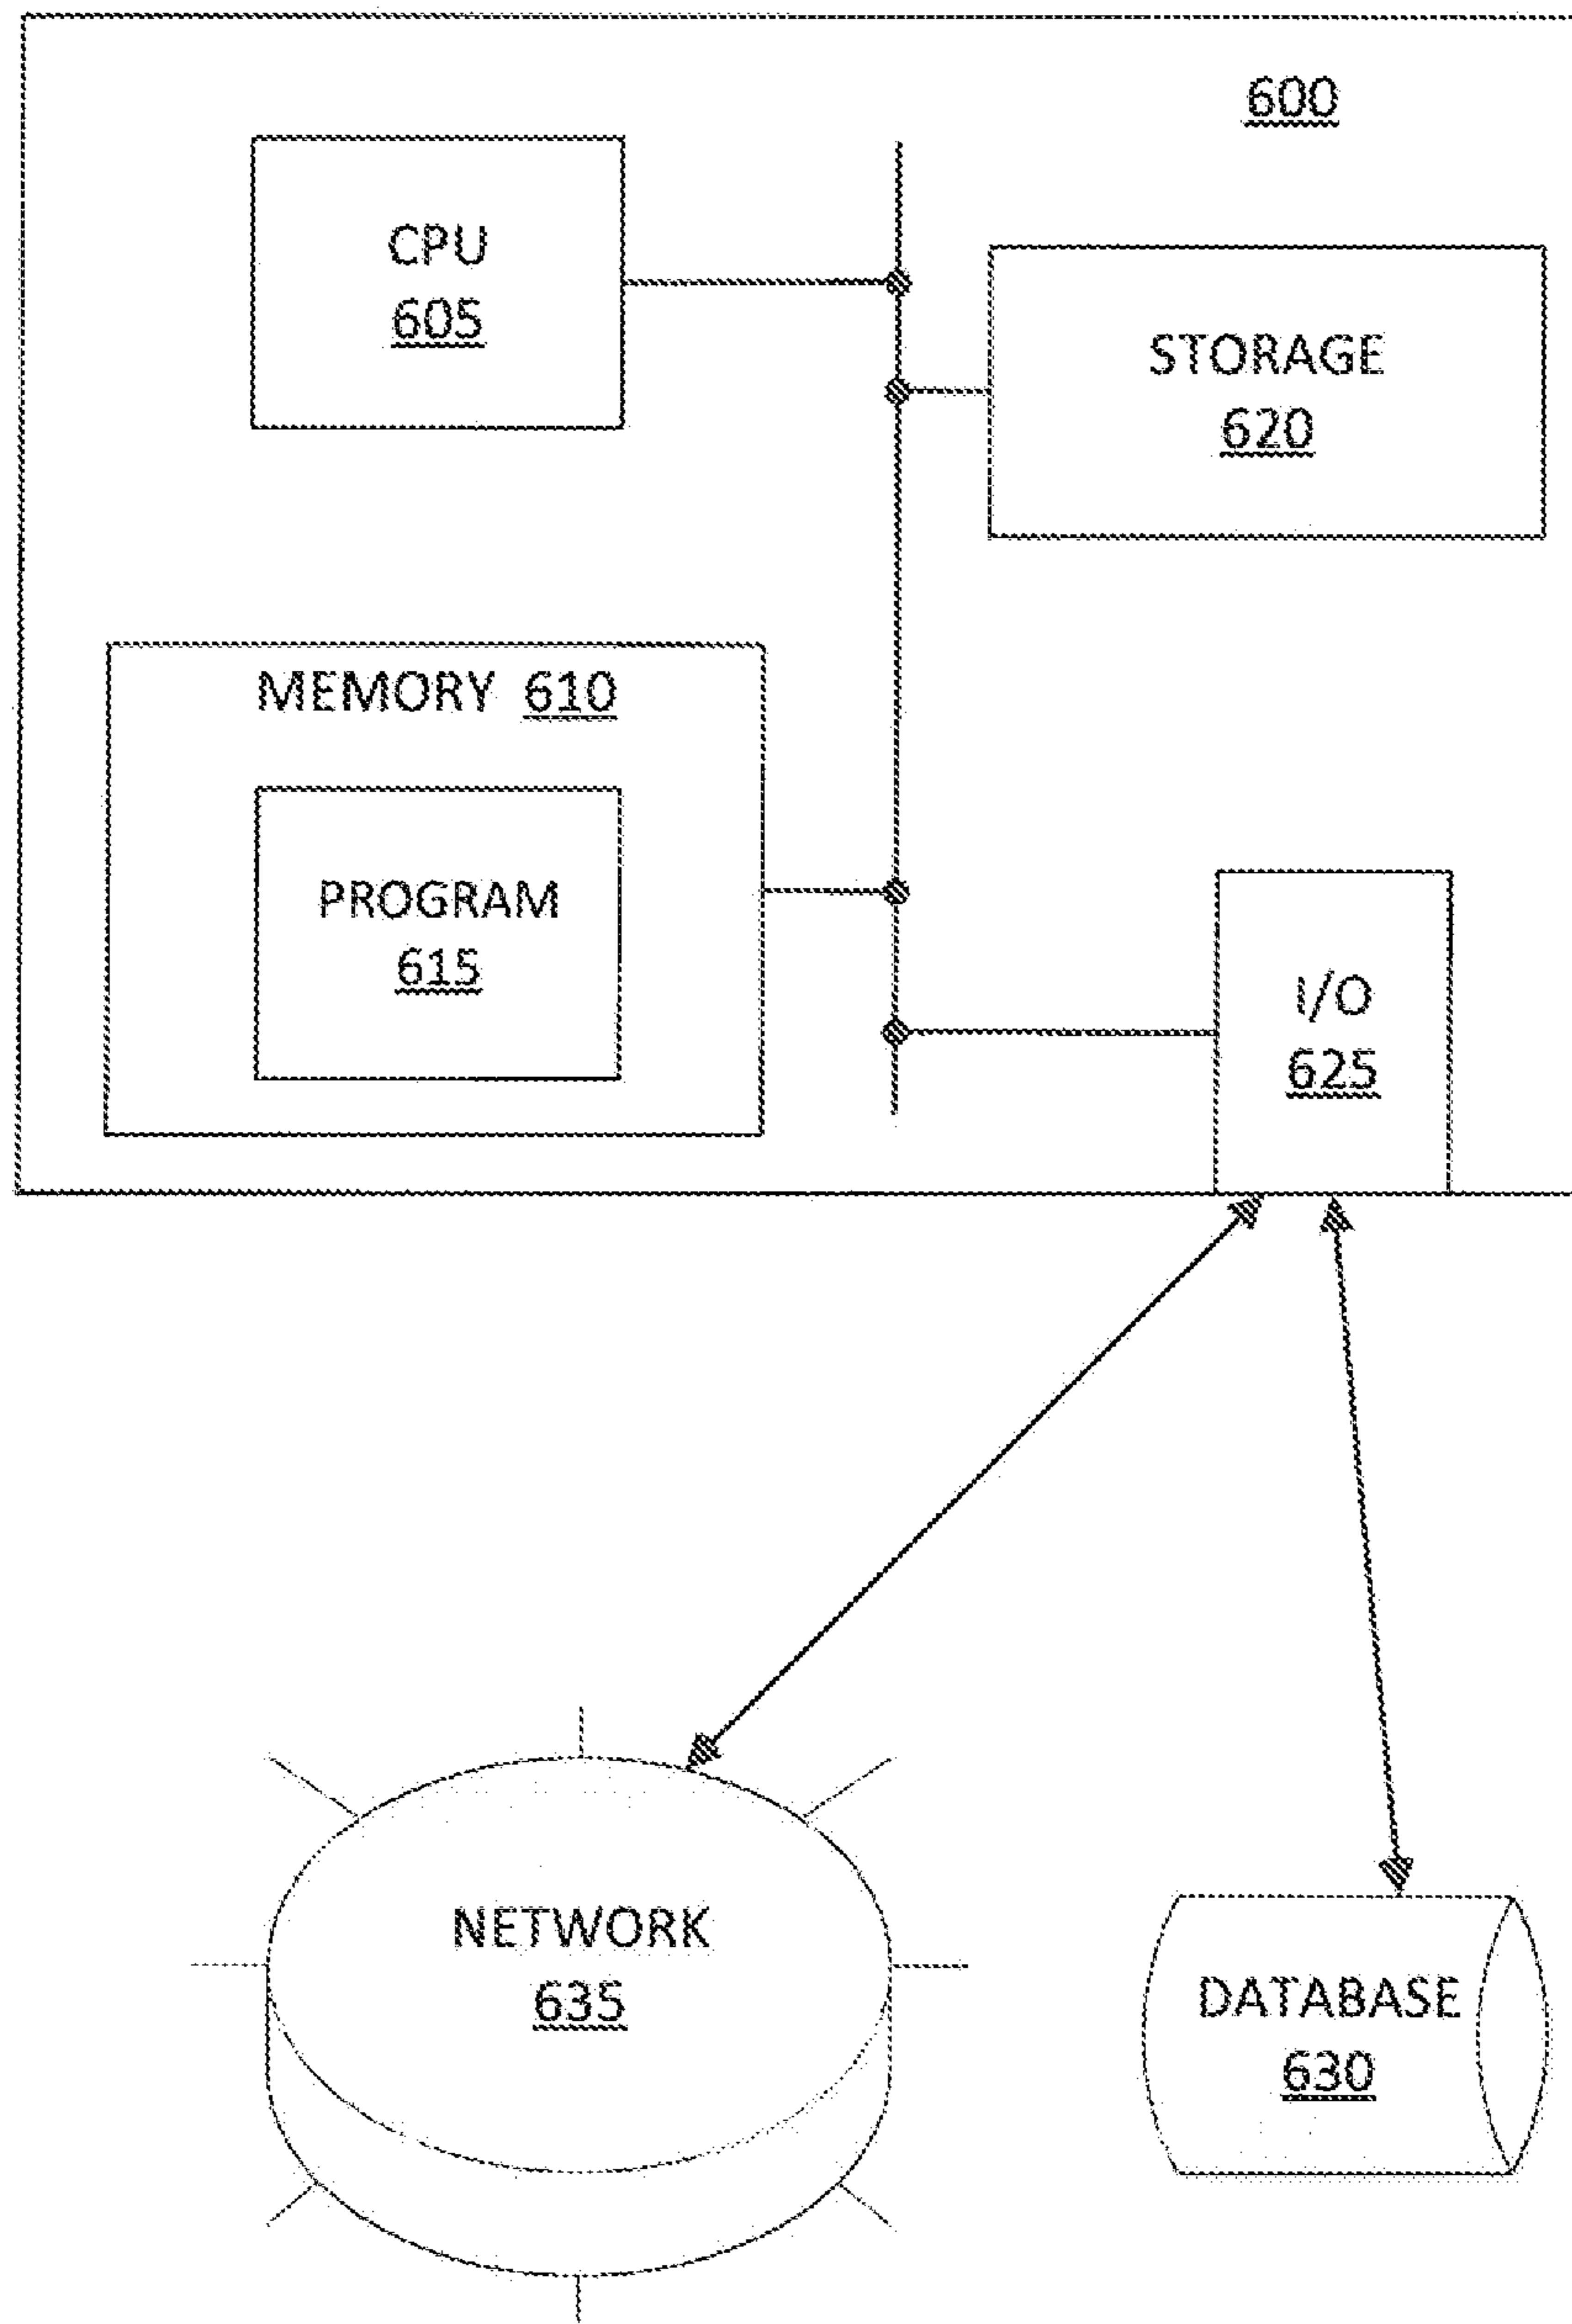 600
CPU
605
STORAGE
620
MEMORY 610
PROGRAM
615
I/O
625
NETWORK
635
DATABASE
630